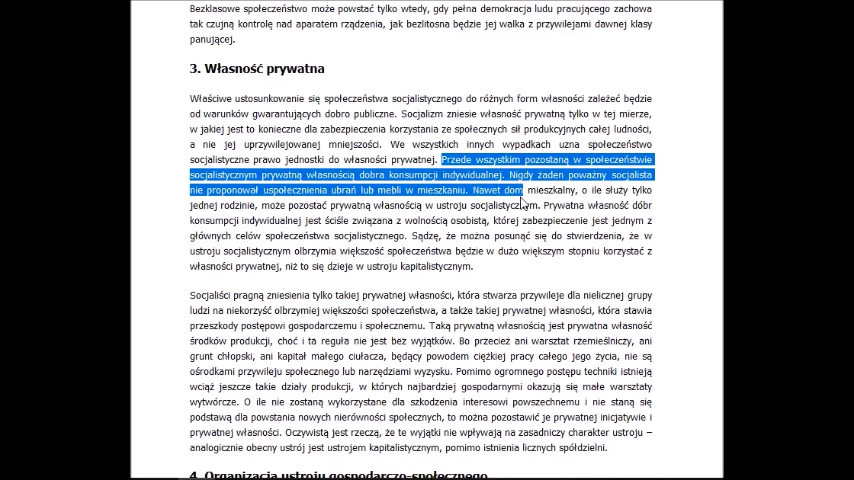 Bezklasowe społeczeństwo może powstać tylko wtedy, gdy pełna demokracja ludu pracującego zachowa
tak czujną kontrolę nad aparatem rządzenia, jak bezlitosna będzie jej walka z przywilejami dawnej klasy
panującej.
3. Własność prywatna
Właściwe ustosunkowanie się społeczeństwa socjalistycznego do różnych form własności zależeć będzie
od warunków gwarantujących dobro publiczne. Socjalizm zniesie własność prywatną tylko w tej mierze,
w jakiej jest to konieczne dla zabezpieczenia korzystania ze społecznych sił produkcyjnych całej ludności,
a nie jej uprzywilejowanej mniejszości. We wszystkich innych wypadkach uzna społeczeństwo
socjalistyczne prawo jednostki do własności prywatnej. Przede wszystkim pozostaną w społeczeństwie
socjalistycznym prywatną własnością dobra konsumpcji indywidualnej. Nigdy żaden poważny socjalista
nie proponował uspołecznienia ubrań lub mebli w mieszkaniu. Nawet dom mieszkalny, o ile służy tylko
jednej rodzinie, może pozostać prywatną własnością w ustroju socjalistycznym. Prywatna własność dóbr
konsumpcji indywidualnej jest ściśle związana z wolnością osobistą, której zabezpieczenie jest jednym z
głównych celów społeczeństwa socjalistycznego. Sądzę, że można posunąć się do stwierdzenia, że w
ustroju socjalistycznym olbrzymia większość społeczeństwa będzie w dużo większym stopniu korzystać z
własności prywatnej, niż to się dzieje w ustroju kapitalistycznym.
Socjaliści pragną zniesienia tylko takiej prywatnej własności, która stwarza przywileje dla nielicznej grupy
ludzi na niekorzyść olbrzymiej większości społeczeństwa, a także takiej prywatnej własności, która stawia
przeszkody postępowi gospodarczemu i społecznemu. Taką prywatną własnością jest prywatna własność
środków produkcji, choć i ta reguła nie jest bez wyjątków. Bo przecież ani warsztat rzemieślniczy, ani
grunt chłopski, ani kapitał małego ciułacza, będący powodem ciężkiej pracy całego jego życia, nie są
ośrodkami przywileju społecznego lub narzędziami wyzysku. Pomimo ogromnego postępu techniki istnieją
wciąż jeszcze takie działy produkcji, w których najbardziej gospodarnymi okazują się małe warsztaty
wytwórcze. O ile nie zostaną wykorzystane dla szkodzenia interesowi powszechnemu i nie staną się
podstawą dla powstania nowych nierówności społecznych, to można pozostawić je prywatnej inicjatywie i
prywatnej własności. Oczywistą jest rzeczą, że te wyjątki nie wpływają na zasadniczy charakter ustroju –
analogicznie obecny ustrój jest ustrojem kapitalistycznym, pomimo istnienia licznych spółdzielni.
4. Organizacja ustroju gospodarczo-społecznego